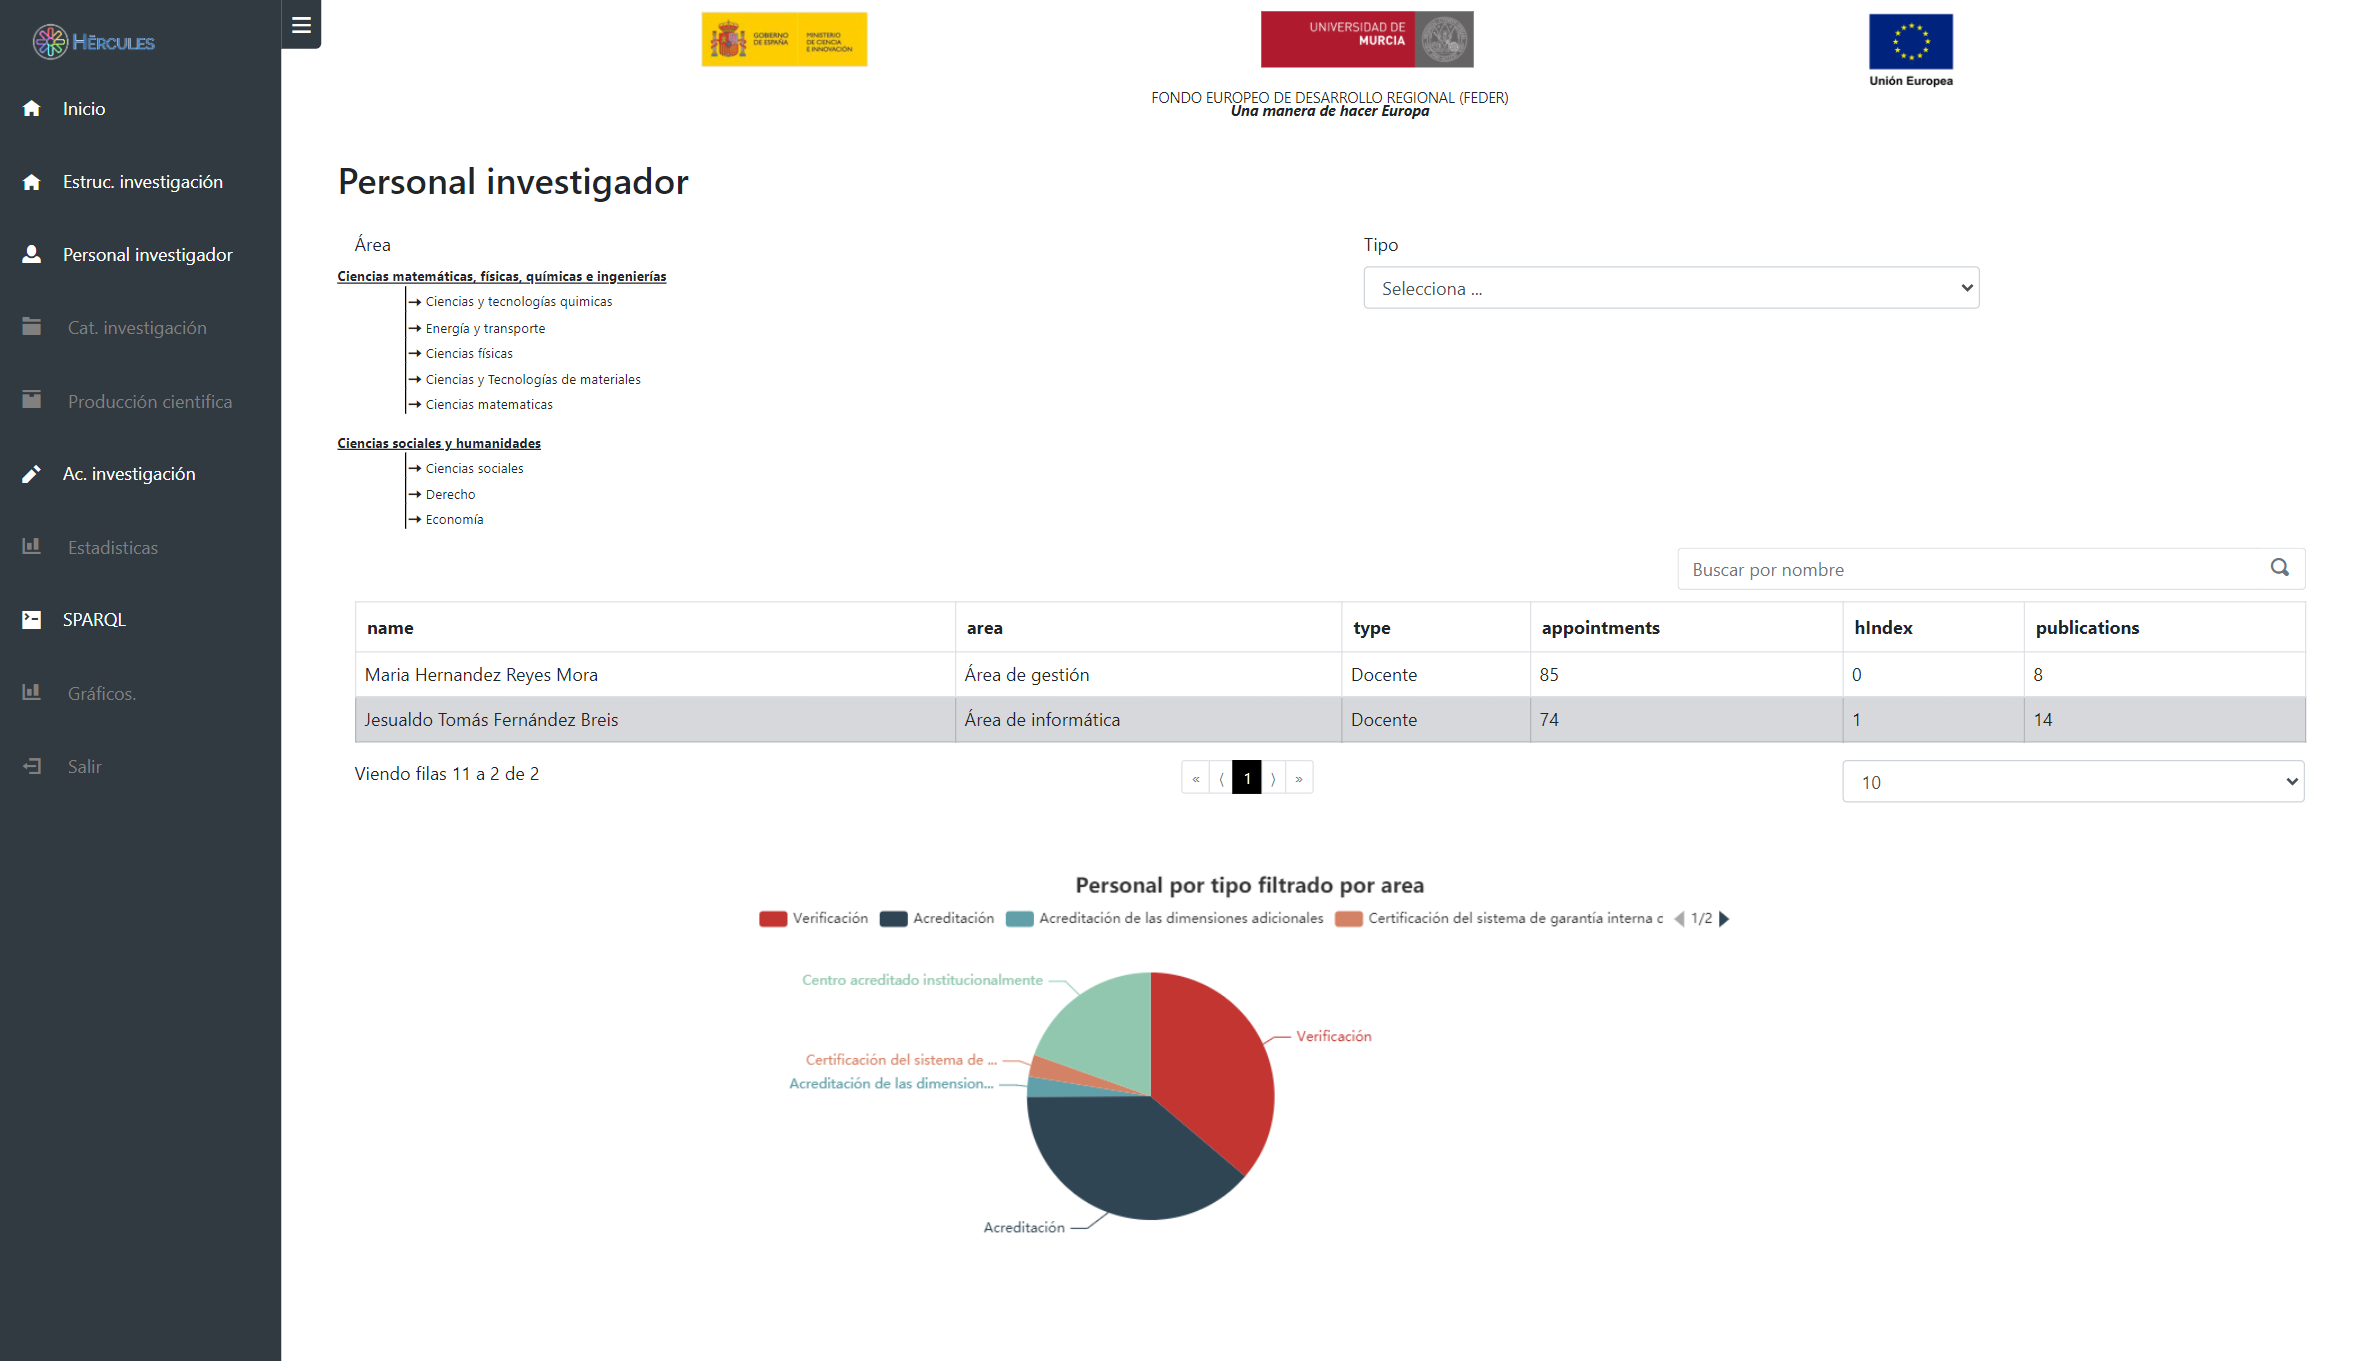 HÉRCULES
Inicio
Estruc. investigación
Personal investigador
Cat. investigación
Producción cientifica
Ac. investigación
Estadisticas
SPARQL
Gráficos.
Salir
GOBIERNO DE ESPAÑA
MINISTERIO DE CIENCIA E INNOVACIÓN
UNIVERSIDAD DE
MURCIA
Unión Europea
FONDO EUROPEO DE DESARROLLO REGIONAL (FEDER)
Una manera de hacer Europa
Personal investigador
Área
Tipo
Selecciona ...
Ciencias matemáticas, físicas, químicas e ingenierías
Ciencias y tecnologías quimicas
Energía y transporte
Ciencias físicas
Ciencias y Tecnologías de materiales
Ciencias matematicas
Ciencias sociales y humanidades
Ciencias sociales
Derecho
Economía
Buscar por nombre
name area type appointments hIndex publications
Maria Hernandez Reyes Mora Área de gestión Docente 85 0 8
Jesualdo Tomás Fernández Breis Área de informática Docente 74 1 14
Viendo filas 11 a 2 de 2
« ⟨ 1 ⟩ »
10
Personal por tipo filtrado por area
Verificación Acreditación Acreditación de las dimensiones adicionales Certificación del sistema de garantía interna c 1/2
Centro acreditado institucionalmente
Verificación
Certificación del sistema de ...
Acreditación de las dimension...
Acreditación